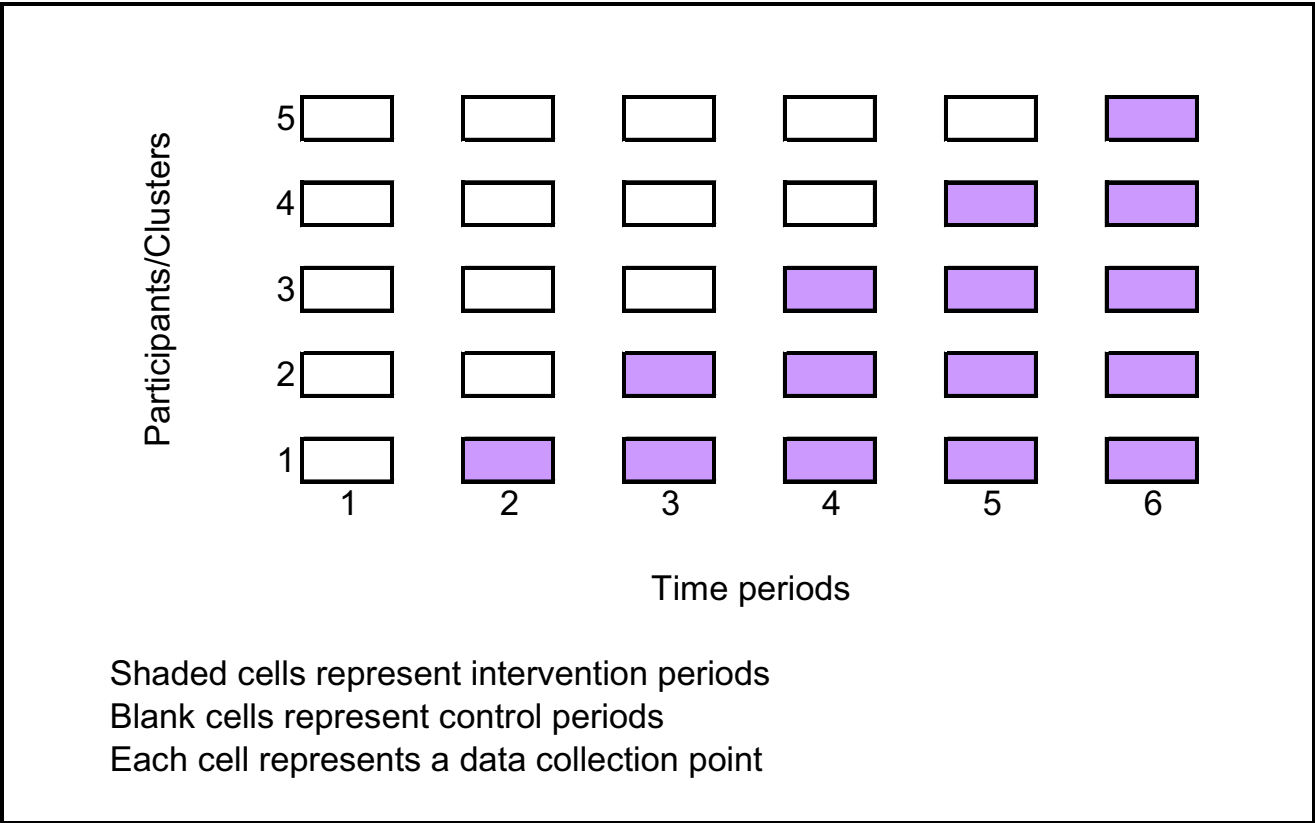 Participants/Clusters
5
4
3
2
1
1 2 3 4 5 6
Time periods
Shaded cells represent intervention periods
Blank cells represent control periods
Each cell represents a data collection point